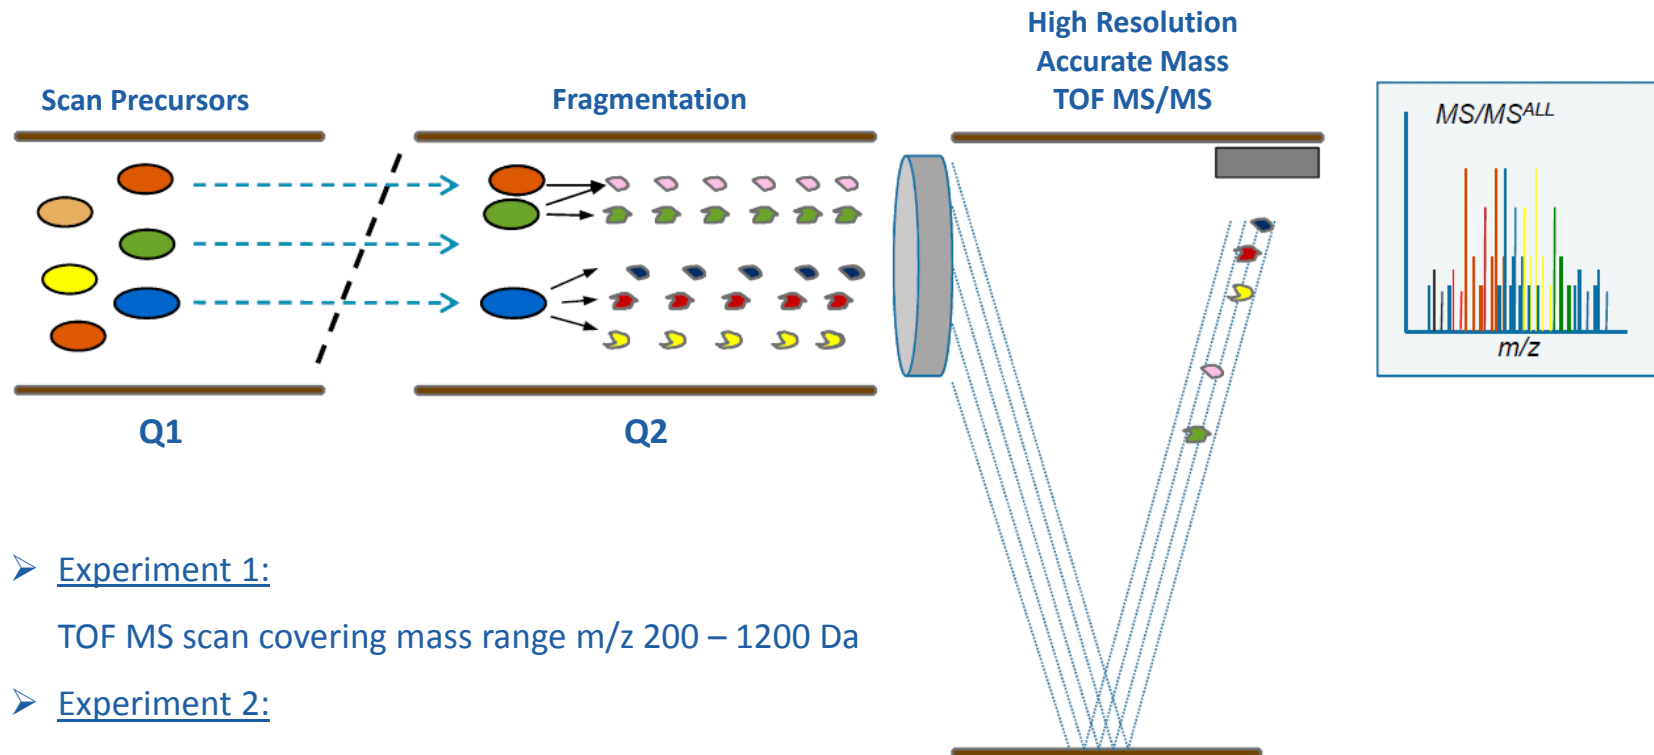 High Resolution
Accurate Mass
TOF MS/MS
Scan Precursors
Fragmentation
MS/MSALL
m/z
Q1
Q2
➢ Experiment 1:
TOF MS scan covering mass range m/z 200 – 1200 Da
➢ Experiment 2: